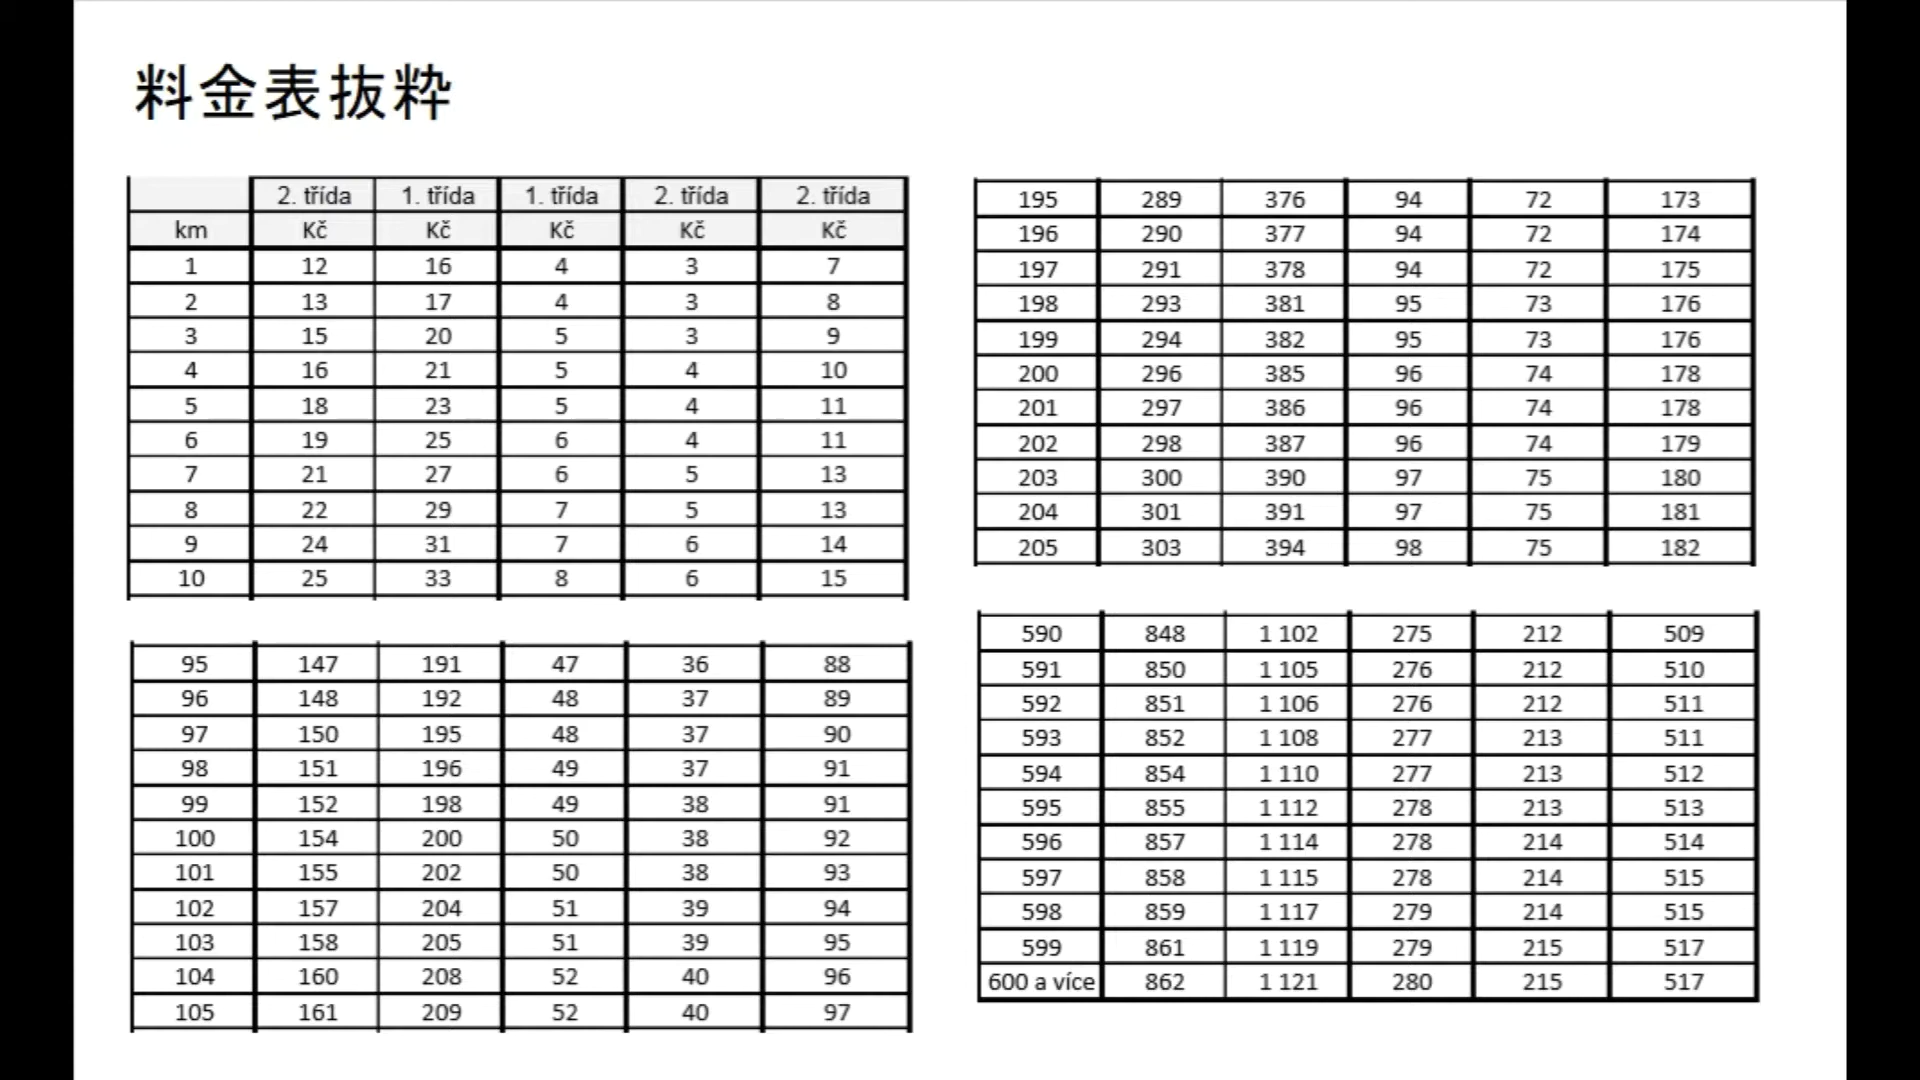 料金表抜粋
2. třída 1. třída 1. třída 2. třída 2. třída
km Kč Kč Kč Kč Kč
1 12 16 4 3 7
2 13 17 4 3 8
3 15 20 5 3 9
4 16 21 5 4 10
5 18 23 5 4 11
6 19 25 6 4 11
7 21 27 6 5 13
8 22 29 7 5 13
9 24 31 7 6 14
10 25 33 8 6 15
95 147 191 47 36 88
96 148 192 48 37 89
97 150 195 48 37 90
98 151 196 49 37 91
99 152 198 49 38 91
100 154 200 50 38 92
101 155 202 50 38 93
102 157 204 51 39 94
103 158 205 51 39 95
104 160 208 52 40 96
105 161 209 52 40 97
195 289 376 94 72 173
196 290 377 94 72 174
197 291 378 94 72 175
198 293 381 95 73 176
199 294 382 95 73 176
200 296 385 96 74 178
201 297 386 96 74 178
202 298 387 96 74 179
203 300 390 97 75 180
204 301 391 97 75 181
205 303 394 98 75 182
590 848 1 102 275 212 509
591 850 1 105 276 212 510
592 851 1 106 276 212 511
593 852 1 108 277 213 511
594 854 1 110 277 213 512
595 855 1 112 278 213 513
596 857 1 114 278 214 514
597 858 1 115 278 214 515
598 859 1 117 279 214 515
599 861 1 119 279 215 517
600 a více 862 1 121 280 215 517